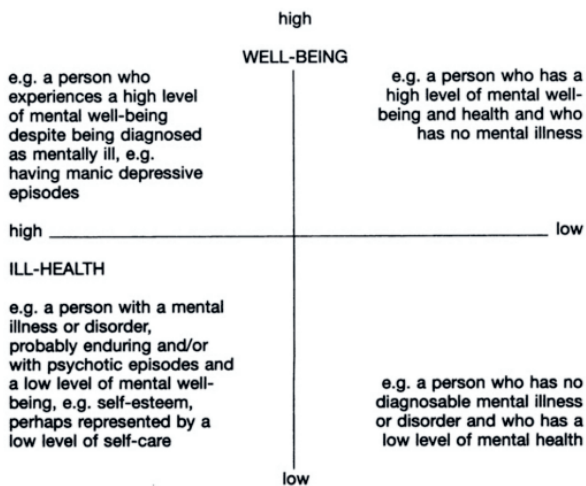 high
WELL-BEING
e.g. a person who
experiences a high level
of mental well-being
despite being diagnosed
as mentally ill, e.g.
having manic depressive
episodes
e.g. a person who has a
high level of mental well-
being and health and who
has no mental illness
high
low
ILL-HEALTH
e.g. a person with a mental
illness or disorder,
probably enduring and/or
with psychotic episodes and
a low level of mental well-
being, e.g. self-esteem,
perhaps represented by a
low level of self-care
e.g. a person who has no
diagnosable mental illness
or disorder and who has a
low level of mental health
low